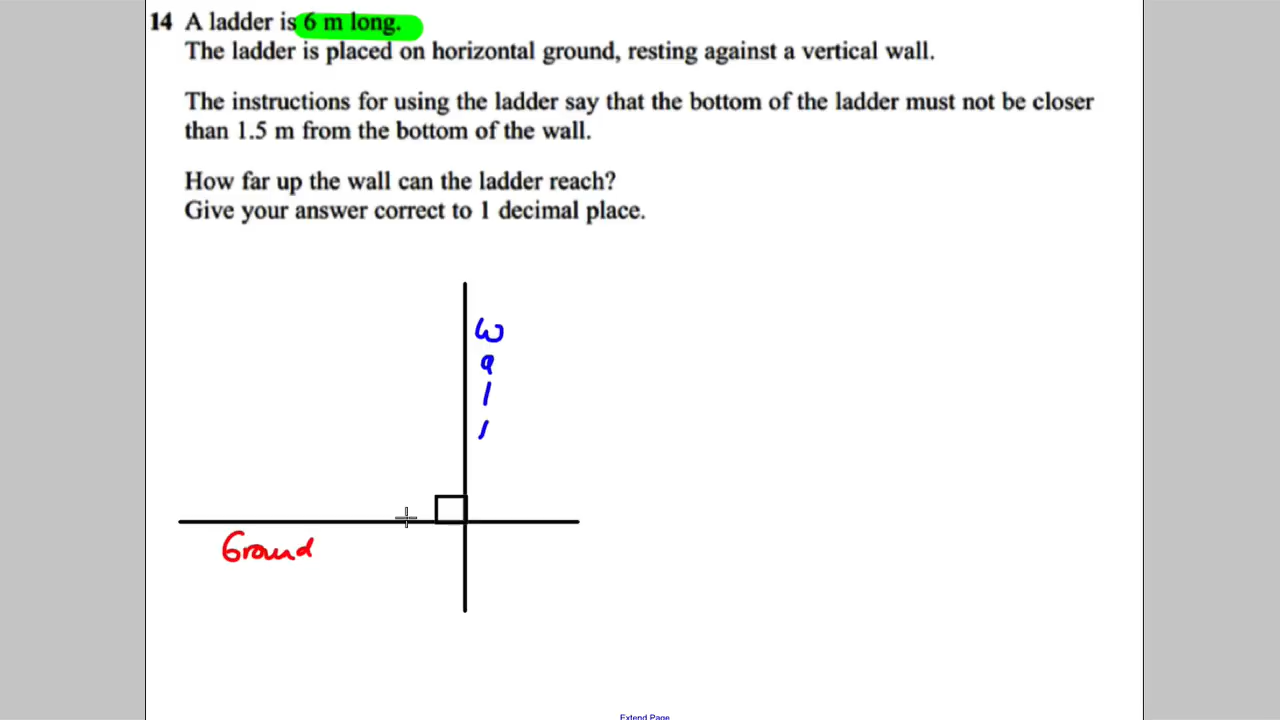 14 A ladder is 6 m long.
The ladder is placed on horizontal ground, resting against a vertical wall.
The instructions for using the ladder say that the bottom of the ladder must not be closer
than 1.5 m from the bottom of the wall.
How far up the wall can the ladder reach?
Give your answer correct to 1 decimal place.
Wall
Ground
Extend Page